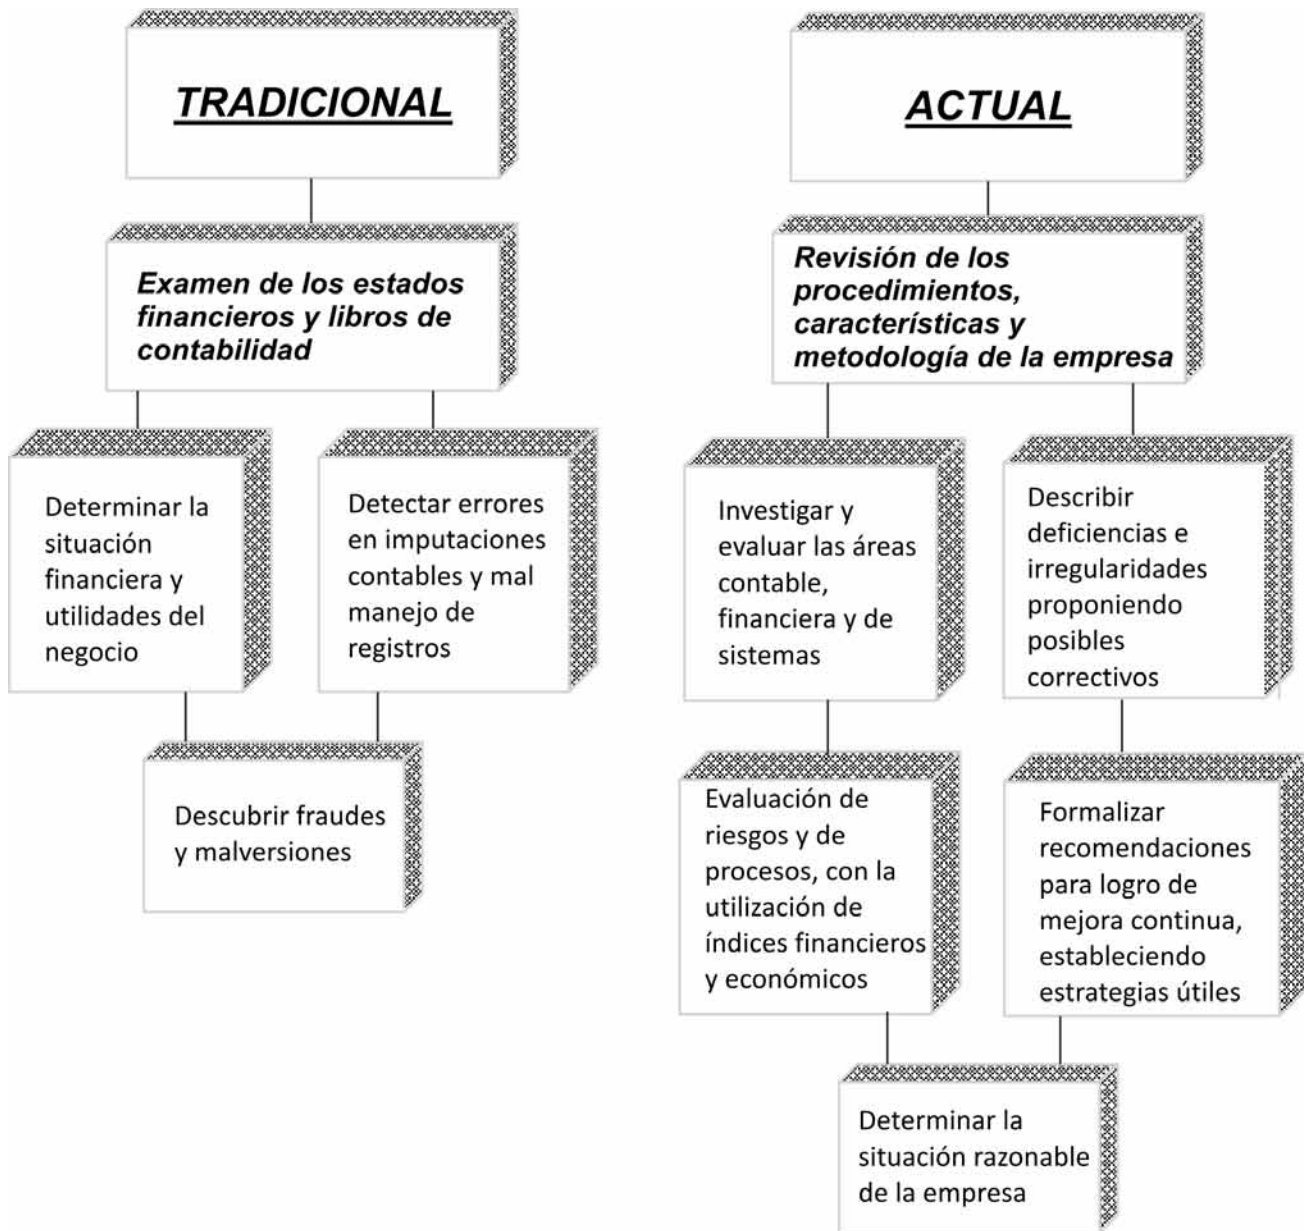 TRADICIONAL
Examen de los estados
financieros y libros de
contabilidad
Determinar la
situación
financiera y
utilidades del
negocio
Detectar errores
en imputaciones
contables y mal
manejo de
registros
Descubrir fraudes
y malversiones
ACTUAL
Revisión de los
procedimientos,
característícas y
metodología de la empresa
Investigar y
evaluar las áreas
contable,
financiera y de
sistemas
Describir
deficiencias e
irregularidades
proponiendo
posibles
correctivos
Evaluación de
riesgos y de
procesos, con la
utilización de
índices financieros
y económicos
Formalizar
recomendaciones
para logro de
mejora continua,
estableciendo
estrategias útiles
Determinar la
situación razonable
de la empresa